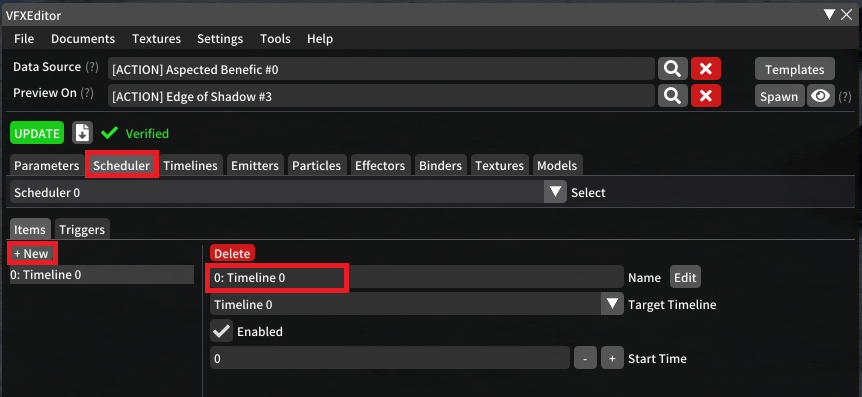 VFXEditor
File Documents Textures Settings Tools Help
Data Source (?) [ACTION] Aspected Benefic #0 Templates
Preview On (?) [ACTION] Edge of Shadow #3 Spawn (?)
UPDATE Verified
Parameters Scheduler Timelines Emitters Particles Effectors Binders Textures Models
Scheduler 0 Select
Items Triggers
+ New Delete
0: Timeline 0 0: Timeline 0 Name Edit
Timeline 0 Target Timeline
Enabled
0 - + Start Time